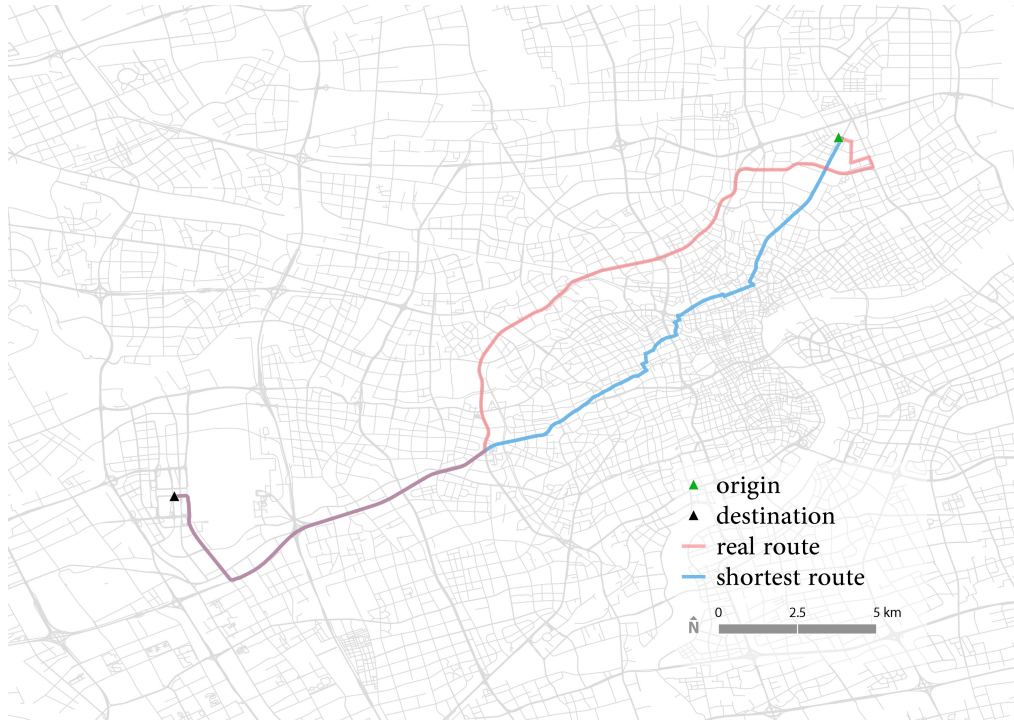 origin
destination
real route
shortest route
0 2.5 5 km
N